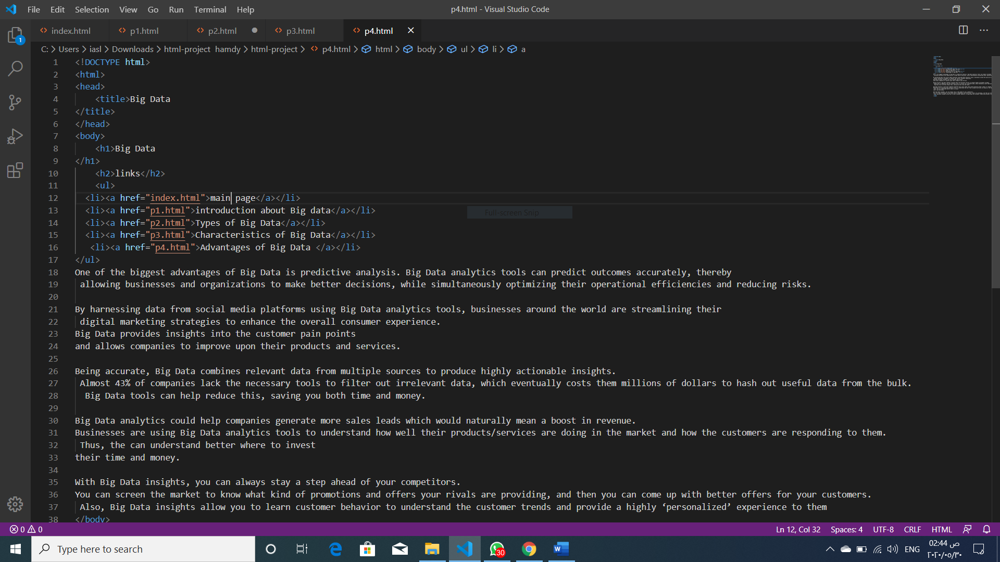 File Edit Selection View Go Run Terminal Help
p4.html - Visual Studio Code
index.html p1.html p2.html p3.html p4.html
1
C: > Users > iasl > Downloads > html-project hamdy > html-project > p4.html > html > body > ul > li > a
1 <!DOCTYPE html>
2 <html>
3 <head>
4 <title>Big Data
5 </title>
6 </head>
7 <body>
8 <h1>Big Data
9 </h1>
10 <h2>links</h2>
11 <ul>
12 <li><a href="index.html">main page</a></li>
13 <li><a href="p1.html">introduction about Big data</a></li>
Full-screen Snip
14 <li><a href="p2.html">Types of Big Data</a></li>
15 <li><a href="p3.html">Characteristics of Big Data</a></li>
16 <li><a href="p4.html">Advantages of Big Data </a></li>
17 </ul>
18 One of the biggest advantages of Big Data is predictive analysis. Big Data analytics tools can predict outcomes accurately, thereby
19 allowing businesses and organizations to make better decisions, while simultaneously optimizing their operational efficiencies and reducing risks.
20
21 By harnessing data from social media platforms using Big Data analytics tools, businesses around the world are streamlining their
22 digital marketing strategies to enhance the overall consumer experience.
23 Big Data provides insights into the customer pain points
24 and allows companies to improve upon their products and services.
25
26 Being accurate, Big Data combines relevant data from multiple sources to produce highly actionable insights.
27 Almost 43% of companies lack the necessary tools to filter out irrelevant data, which eventually costs them millions of dollars to hash out useful data from the bulk.
28 Big Data tools can help reduce this, saving you both time and money.
29
30 Big Data analytics could help companies generate more sales leads which would naturally mean a boost in revenue.
31 Businesses are using Big Data analytics tools to understand how well their products/services are doing in the market and how the customers are responding to them.
32 Thus, the can understand better where to invest
33 their time and money.
34
35 With Big Data insights, you can always stay a step ahead of your competitors.
36 You can screen the market to know what kind of promotions and offers your rivals are providing, and then you can come up with better offers for your customers.
37 Also, Big Data insights allow you to learn customer behavior to understand the customer trends and provide a highly ‘personalized’ experience to them
38 </body>
0 0 Ln 12, Col 32 Spaces: 4 UTF-8 CRLF HTML
Type here to search
30
ENG
02:44 ص
٢٠٢٠/٠٥/٣٠